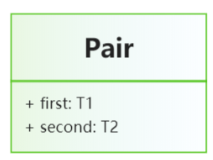 Pair
+ first: T1
+ second: T2